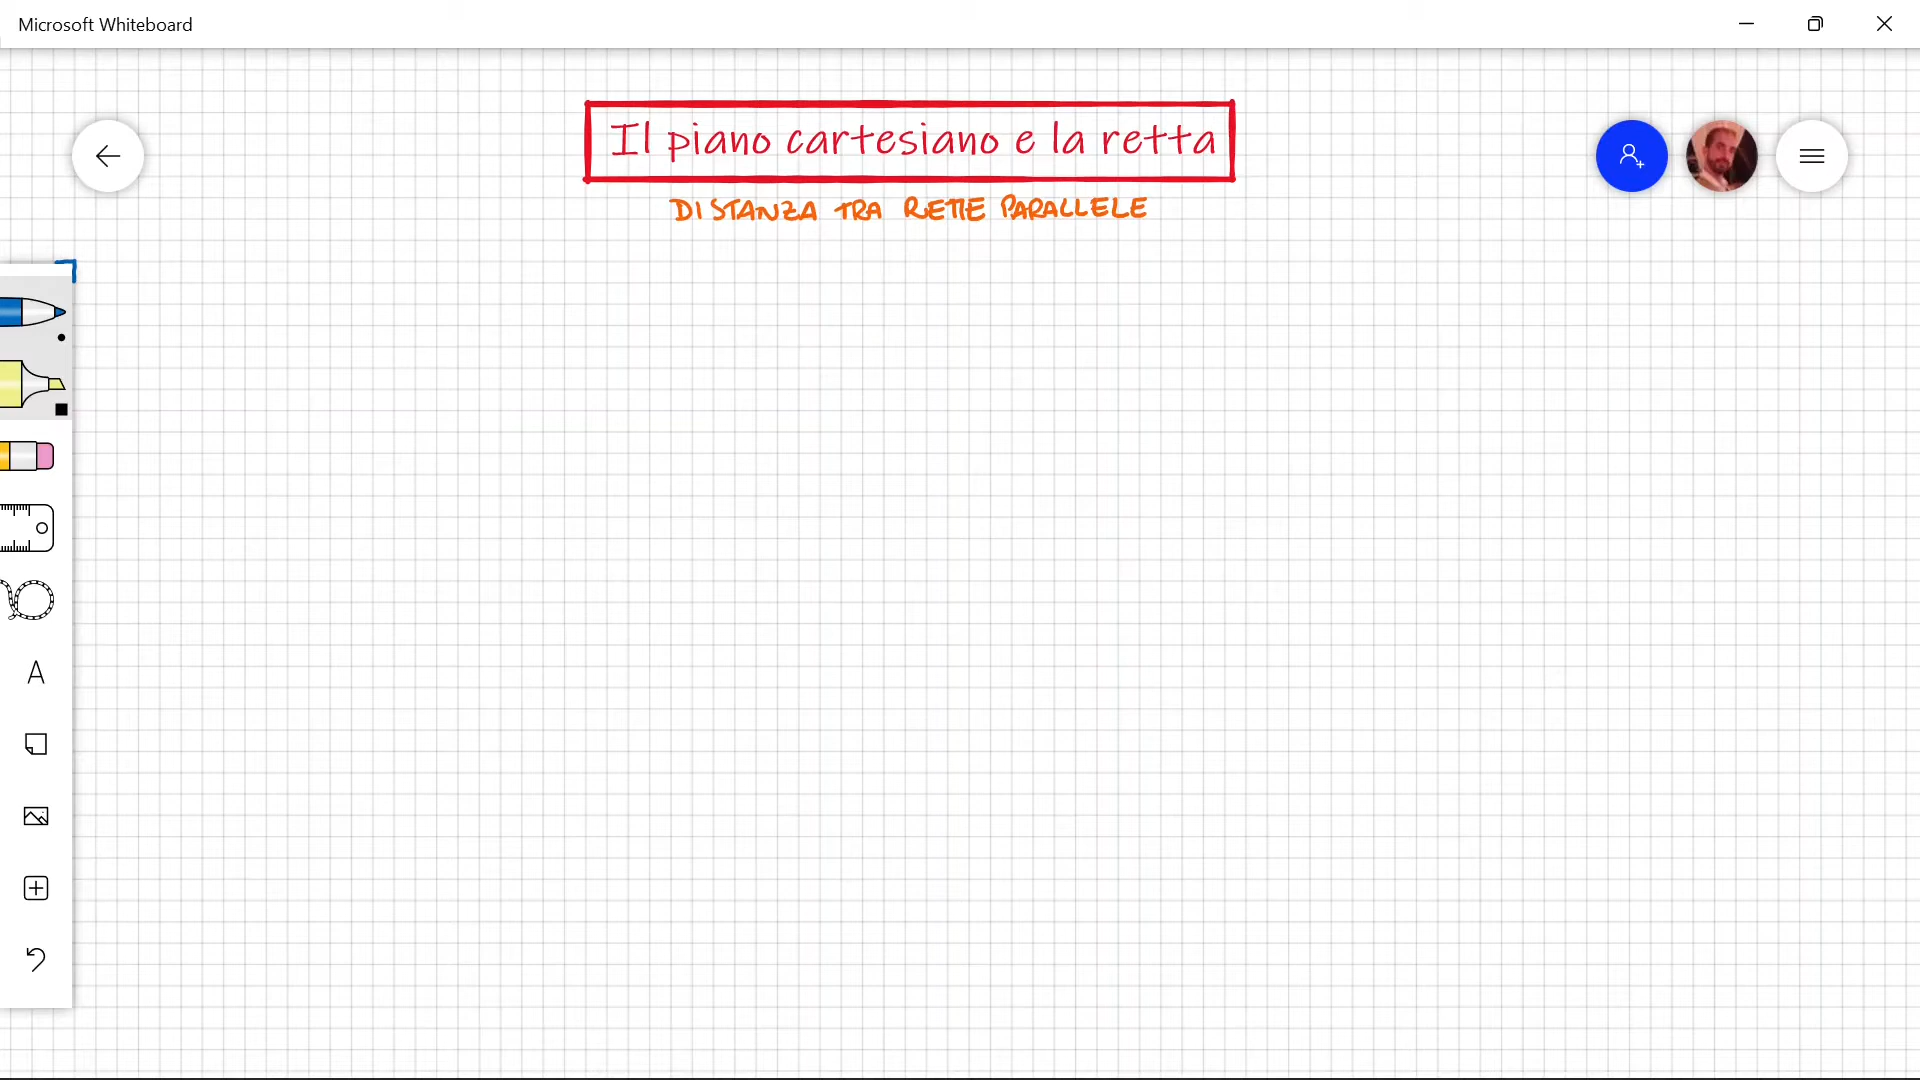 Microsoft Whiteboard
Il piano cartesiano e la retta
DISTANZA TRA RETTE PARALLELE
A